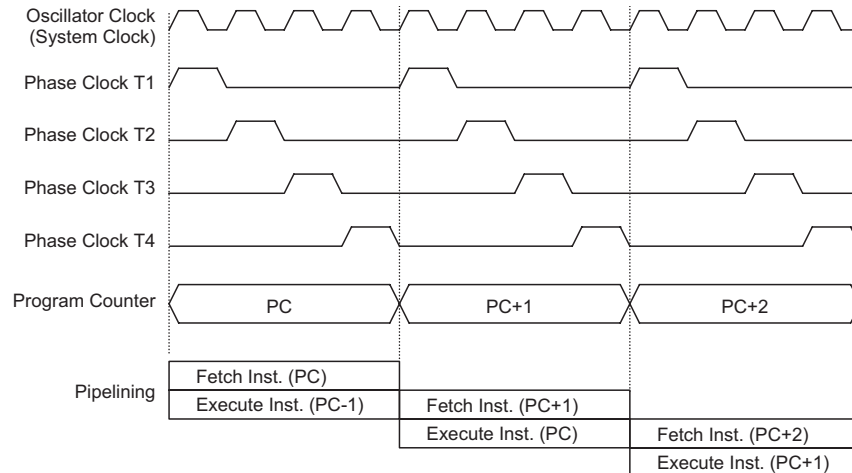 Oscillator Clock
(System Clock)
Phase Clock T1
Phase Clock T2
Phase Clock T3
Phase Clock T4
Program Counter
PC
PC+1
PC+2
Pipelining
Fetch Inst. (PC)
Execute Inst. (PC-1)
Fetch Inst. (PC+1)
Execute Inst. (PC)
Fetch Inst. (PC+2)
Execute Inst. (PC+1)